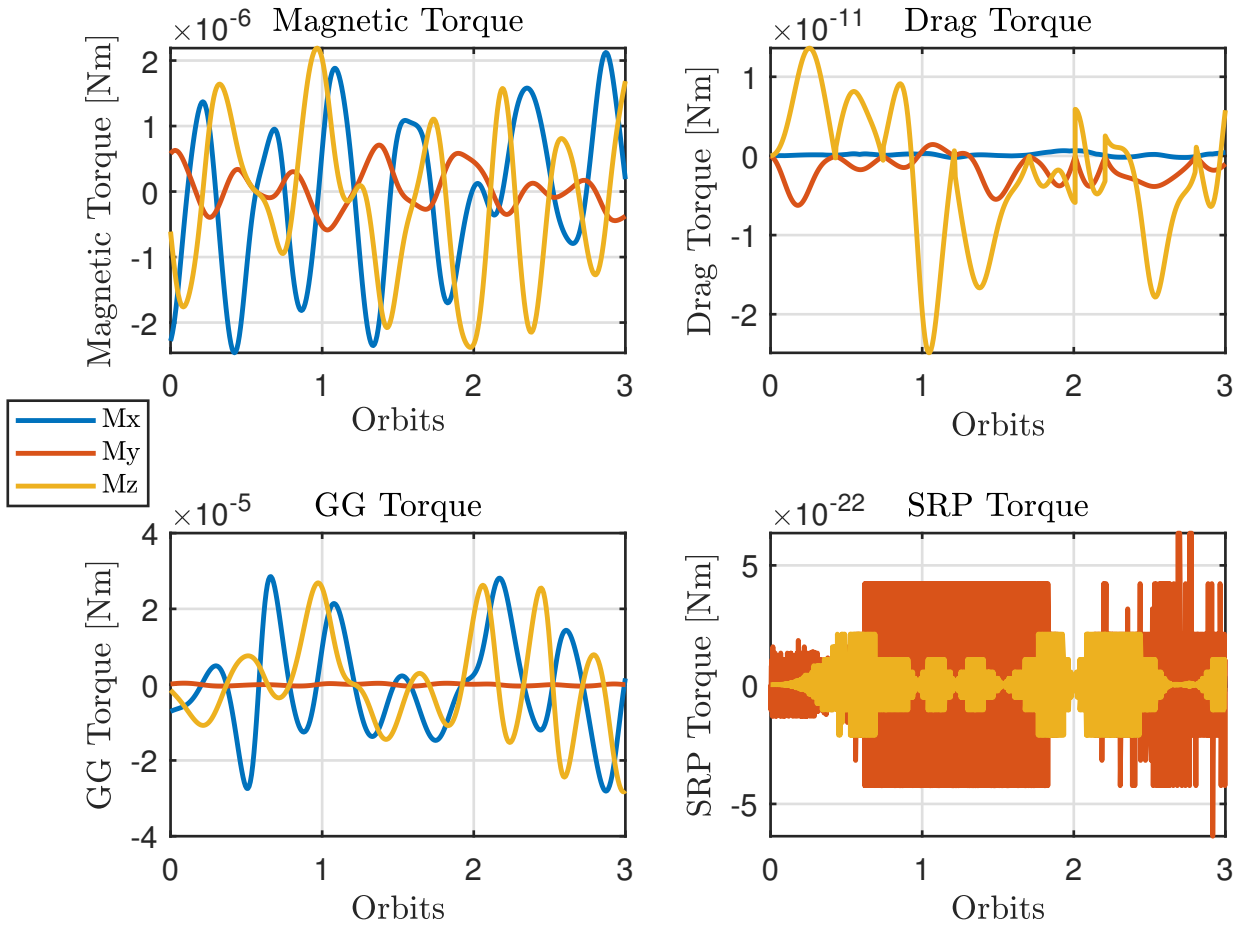 ×10-6 Magnetic Torque
Magnetic Torque [Nm]
2
1
0
-1
-2
0 1 2 3
Orbits
×10-11 Drag Torque
Drag Torque [Nm]
1
0
-1
-2
0 1 2 3
Orbits
Mx
My
Mz
×10-5 GG Torque
GG Torque [Nm]
4
2
0
-2
-4
0 1 2 3
Orbits
×10-22 SRP Torque
SRP Torque [Nm]
5
0
-5
0 1 2 3
Orbits